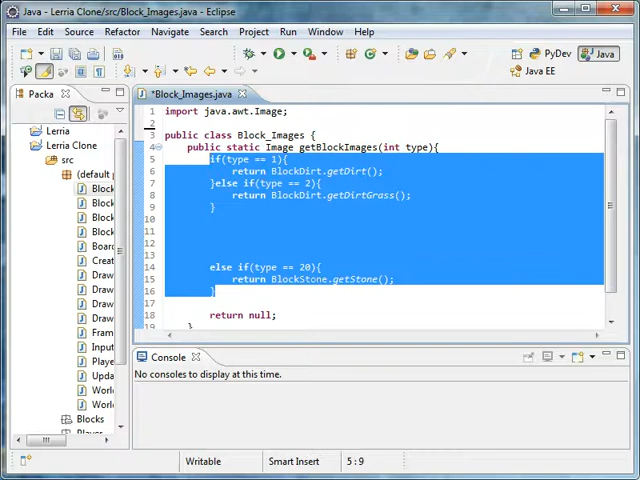 Java - Lerria Clone/src/Block_Images.java - Eclipse
File Edit Source Refactor Navigate Search Project Run Window Help
PyDev Java
Java EE
Packa
*Block_Images.java
Lerria
Lerria Clone
src
(default
Block
Block
Block
Block
Board
Create
Draw
Draw
Draw
Draw
Fram
Input
Playe
Upda
World
World
Blocks
1 import java.awt.Image;
2
3 public class Block_Images {
4 public static Image getBlockImages(int type){
5 if(type == 1){
6 return BlockDirt.getDirt();
7 }else if(type == 2){
8 return BlockDirt.getDirtGrass();
9 }
10
11
12
13
14 else if(type == 20){
15 return BlockStone.getStone();
16 }
17
18 return null;
19 }
Console
No consoles to display at this time.
Writable Smart Insert 5 : 9